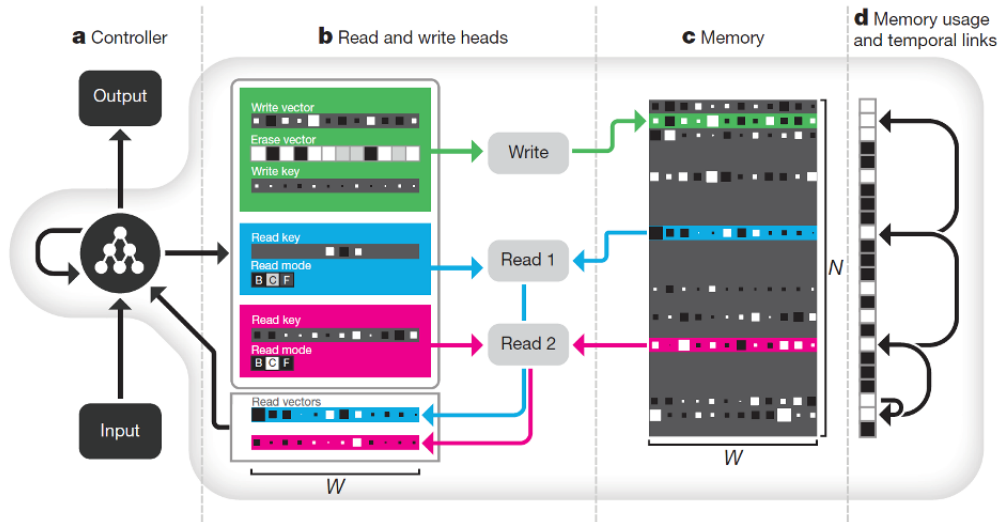 a Controller
b Read and write heads
c Memory
d Memory usage
and temporal links
Output
Input
Write vector
Erase vector
Write key
Read key
Read mode
B C F
Read key
Read mode
B C F
Read vectors
W
Write
Read 1
Read 2
N
W